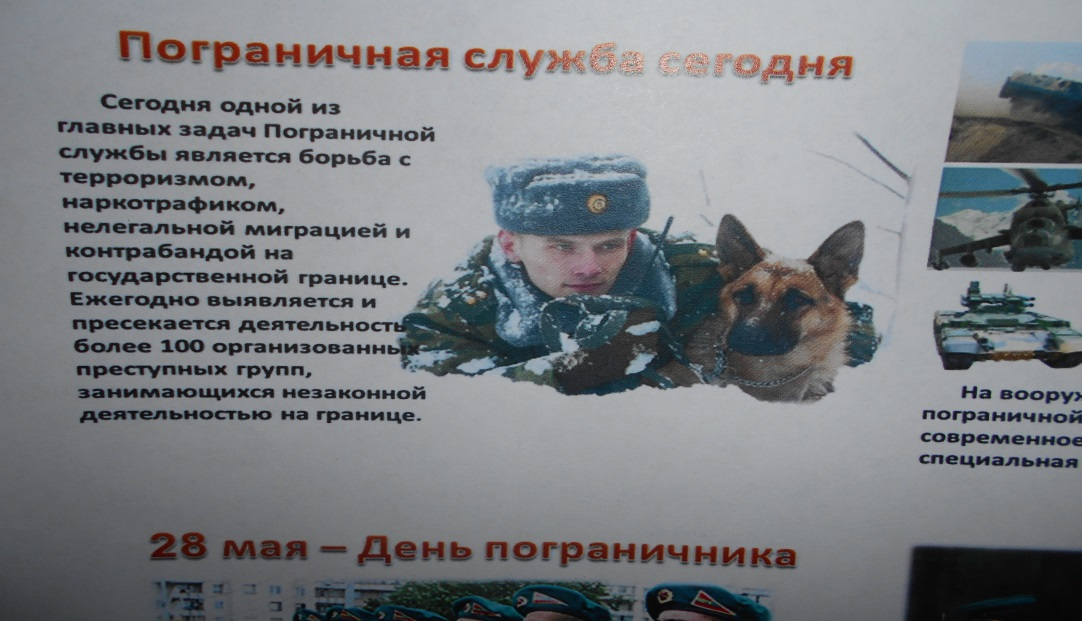 Пограничная служба сегодня
Сегодня одной из
главных задач Пограничной
службы является борьба с
терроризмом,
наркотрафиком,
нелегальной миграцией и
контрабандой на
государственной границе.
Ежегодно выявляется и
пресекается деятельность
более 100 организованных
преступных групп,
занимающихся незаконной
деятельностью на границе.
На
пограничной
современное
специальная
28 мая – День пограничника